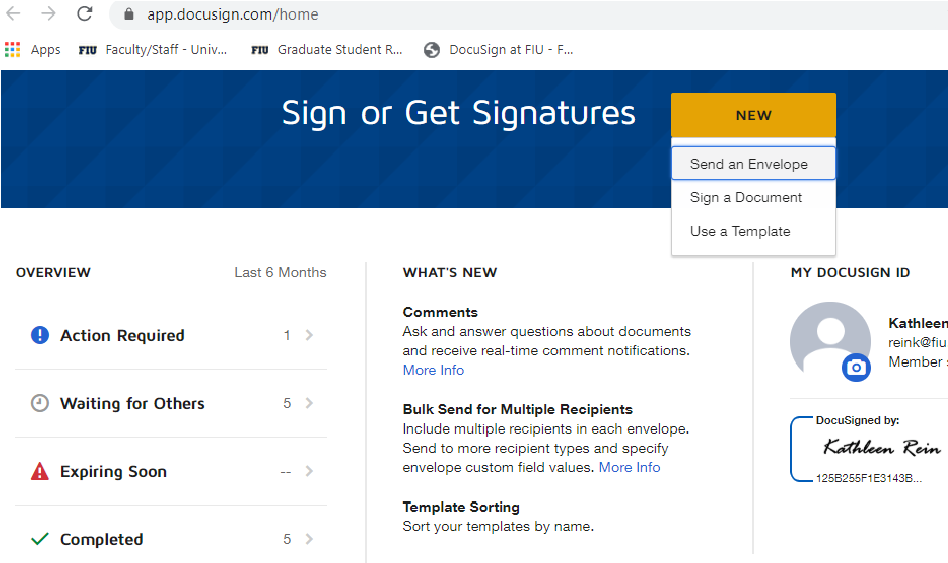 app.docusign.com/home
Apps
FIU Faculty/Staff - Univ...
FIU Graduate Student R...
DocuSign at FIU - F...
Sign or Get Signatures
NEW
Send an Envelope
Sign a Document
Use a Template
OVERVIEW Last 6 Months
Action Required 1
Waiting for Others 5
Expiring Soon --
Completed 5
WHAT'S NEW
Comments
Ask and answer questions about documents
and receive real-time comment notifications.
More Info
Bulk Send for Multiple Recipients
Include multiple recipients in each envelope.
Send to more recipient types and specify
envelope custom field values. More Info
Template Sorting
Sort your templates by name.
MY DOCUSIGN ID
Kathleen
reink@fiu
Member
DocuSigned by:
Kathleen Rein
125B255F1E3143B...